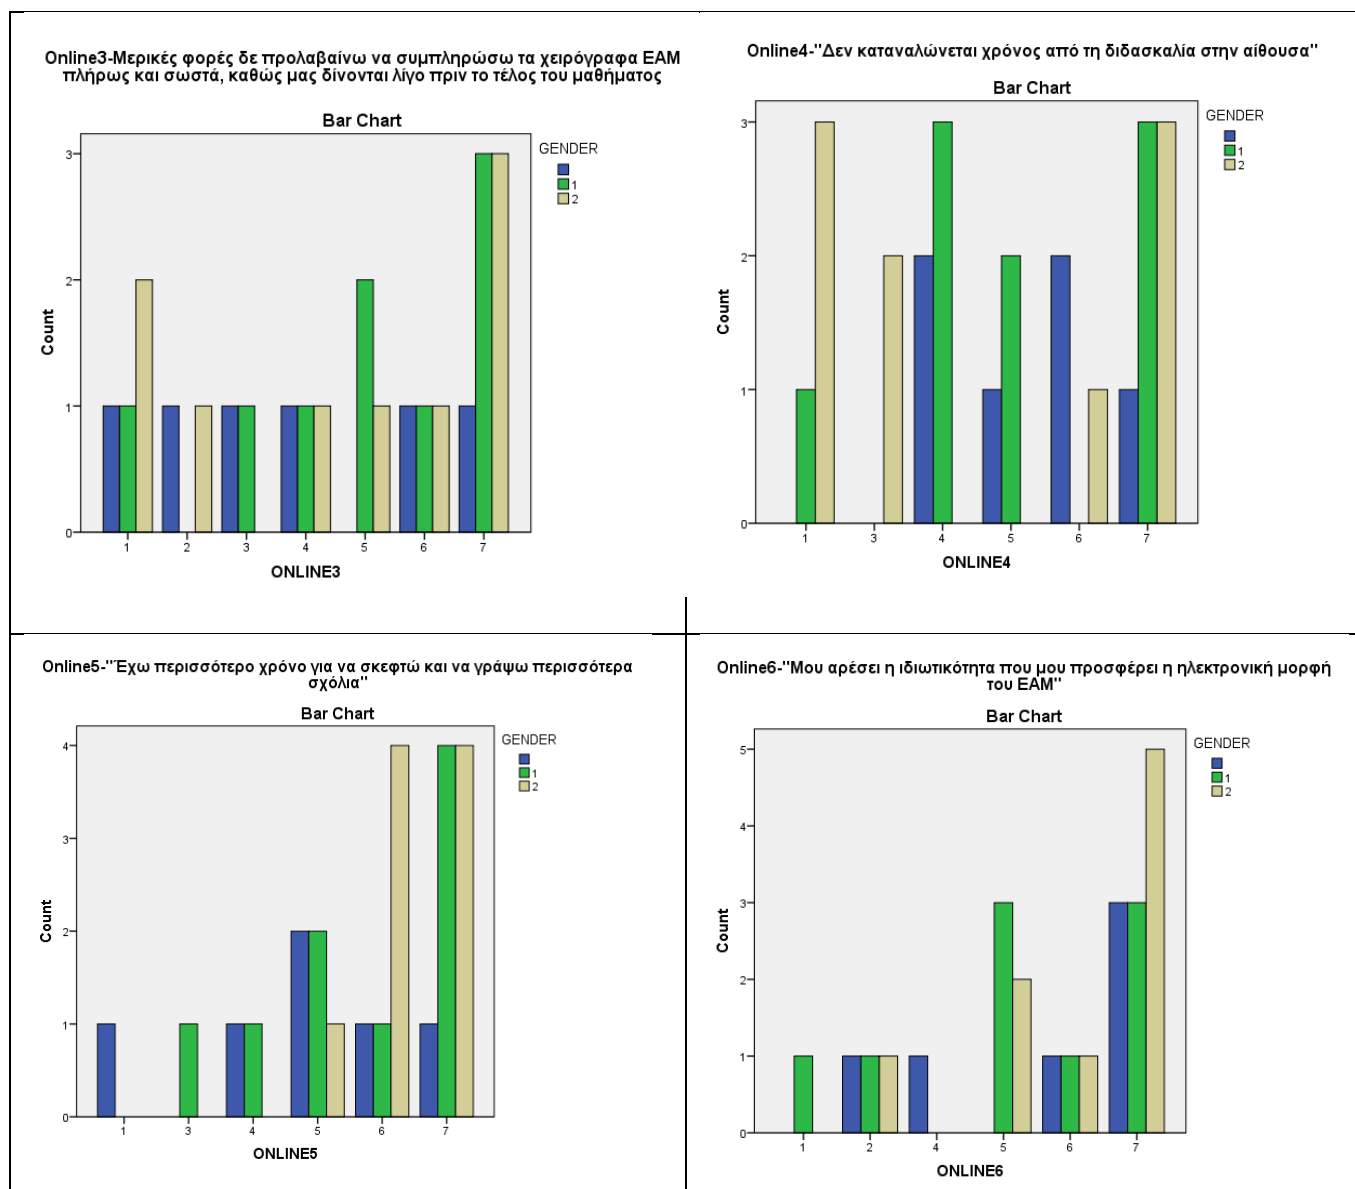 Online3-Μερικές φορές δε προλαβαίνω να συμπληρώσω τα χειρόγραφα ΕΑΜ
πλήρως και σωστά, καθώς μας δίνονται λίγο πριν το τέλος του μαθήματος
Bar Chart
GENDER
1
2
3
2
1
0
Count
1 2 3 4 5 6 7
ONLINE3
Online4-"Δεν καταναλώνεται χρόνος από τη διδασκαλία στην αίθουσα"
Bar Chart
GENDER
1
2
3
2
1
0
Count
1 3 4 5 6 7
ONLINE4
Online5-"Έχω περισσότερο χρόνο για να σκεφτώ και να γράψω περισσότερα
σχόλια"
Bar Chart
GENDER
1
2
4
3
2
1
0
Count
1 3 4 5 6 7
ONLINE5
Online6-"Μου αρέσει η ιδιωτικότητα που μου προσφέρει η ηλεκτρονική μορφή
του ΕΑΜ"
Bar Chart
GENDER
1
2
5
4
3
2
1
0
Count
1 2 4 5 6 7
ONLINE6